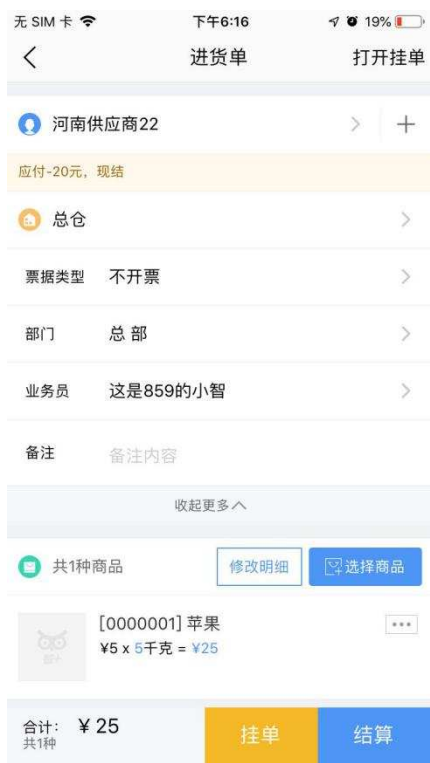 无 SIM 卡 下午6:16 19%
进货单 打开挂单
河南供应商22
应付-20元，现结
总仓
票据类型 不开票
部门 总部
业务员 这是859的小智
备注 备注内容
收起更多
共1种商品 修改明细 选择商品
[0000001] 苹果
¥5 x 5千克 = ¥25
合计： ¥ 25 挂单 结算
共1种